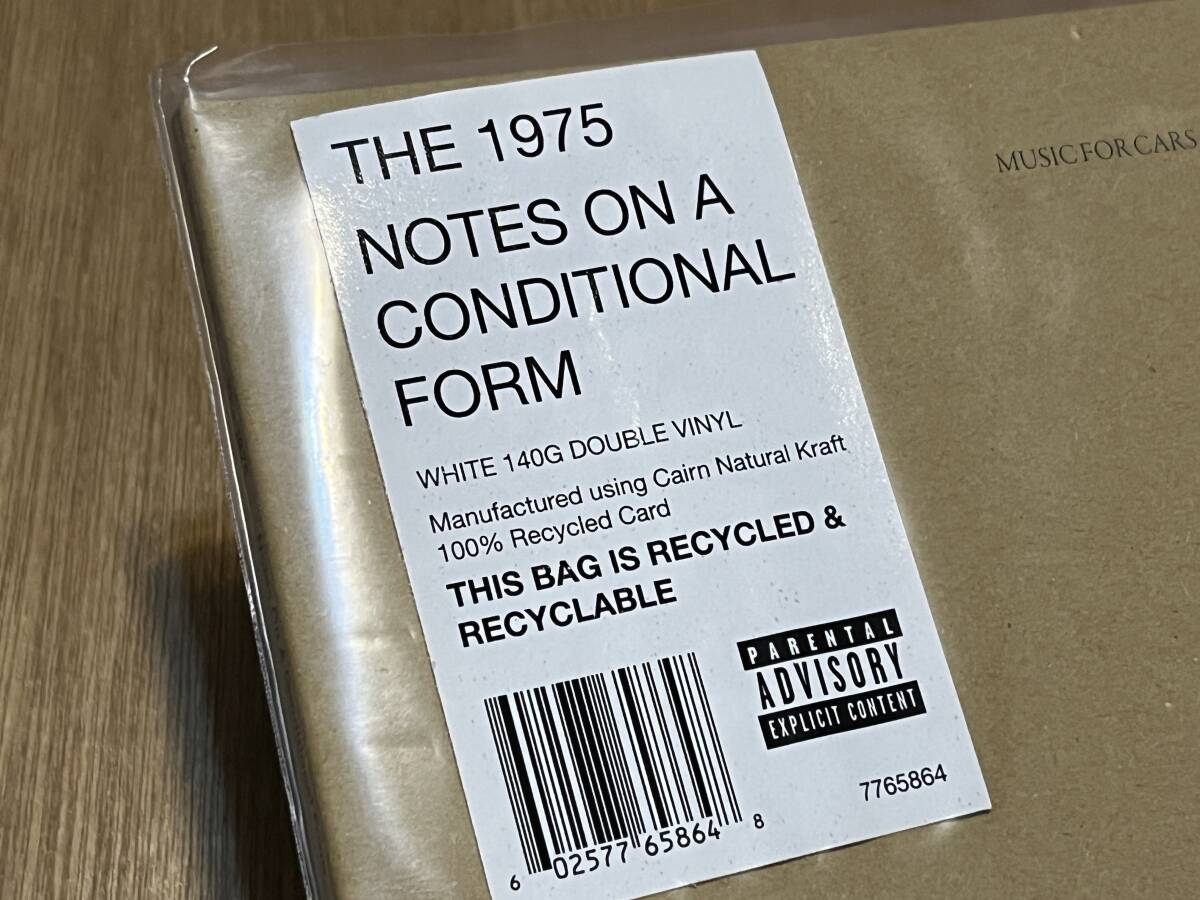 THE 1975
NOTES ON A
CONDITIONAL
FORM
WHITE 140G DOUBLE VINYL
Manufactured using Cairn Natural Kraft
100% Recycled Card
THIS BAG IS RECYCLED &
RECYCLABLE
PARENTAL
ADVISORY
EXPLICIT CONTENT
7765864
6 02577 65864 8
MUSIC FOR CARS